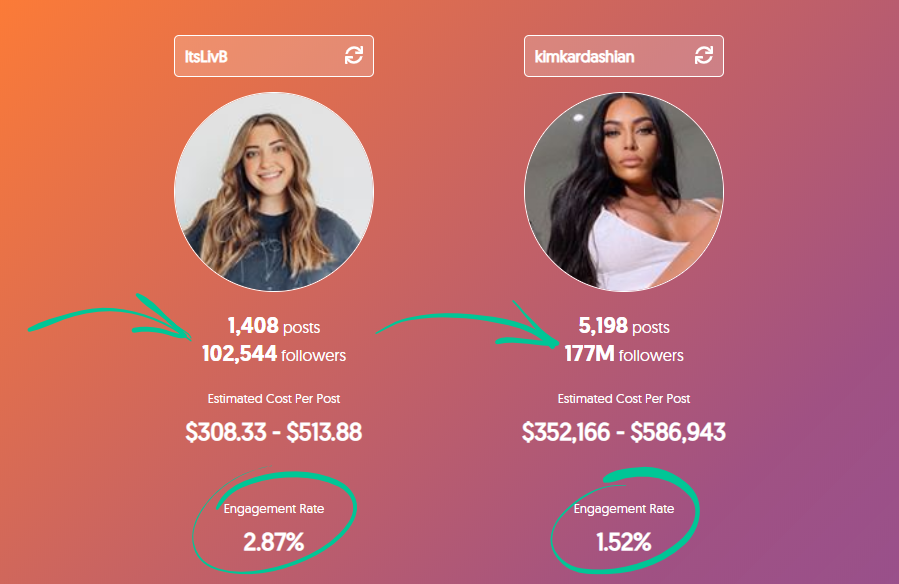 ItsLivB
kimkardashian
1,408 posts
102,544 followers
5,198 posts
177M followers
Estimated Cost Per Post
$308.33 - $513.88
Estimated Cost Per Post
$352,166 - $586,943
Engagement Rate
2.87%
Engagement Rate
1.52%